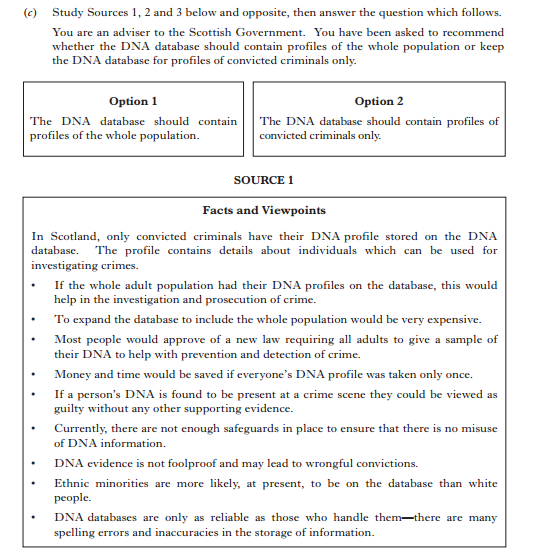 (c) Study Sources 1, 2 and 3 below and opposite, then answer the question which follows.
You are an adviser to the Scottish Government. You have been asked to recommend
whether the DNA database should contain profiles of the whole population or keep
the DNA database for profiles of convicted criminals only.
Option 1
The DNA database should contain
profiles of the whole population.
Option 2
The DNA database should contain profiles of
convicted criminals only.
SOURCE 1
Facts and Viewpoints
In Scotland, only convicted criminals have their DNA profile stored on the DNA
database. The profile contains details about individuals which can be used for
investigating crimes.
• If the whole adult population had their DNA profiles on the database, this would
help in the investigation and prosecution of crime.
• To expand the database to include the whole population would be very expensive.
• Most people would approve of a new law requiring all adults to give a sample of
their DNA to help with prevention and detection of crime.
• Money and time would be saved if everyone's DNA profile was taken only once.
• If a person's DNA is found to be present at a crime scene they could be viewed as
guilty without any other supporting evidence.
• Currently, there are not enough safeguards in place to ensure that there is no misuse
of DNA information.
• DNA evidence is not foolproof and may lead to wrongful convictions.
• Ethnic minorities are more likely, at present, to be on the database than white
people.
• DNA databases are only as reliable as those who handle them—there are many
spelling errors and inaccuracies in the storage of information.